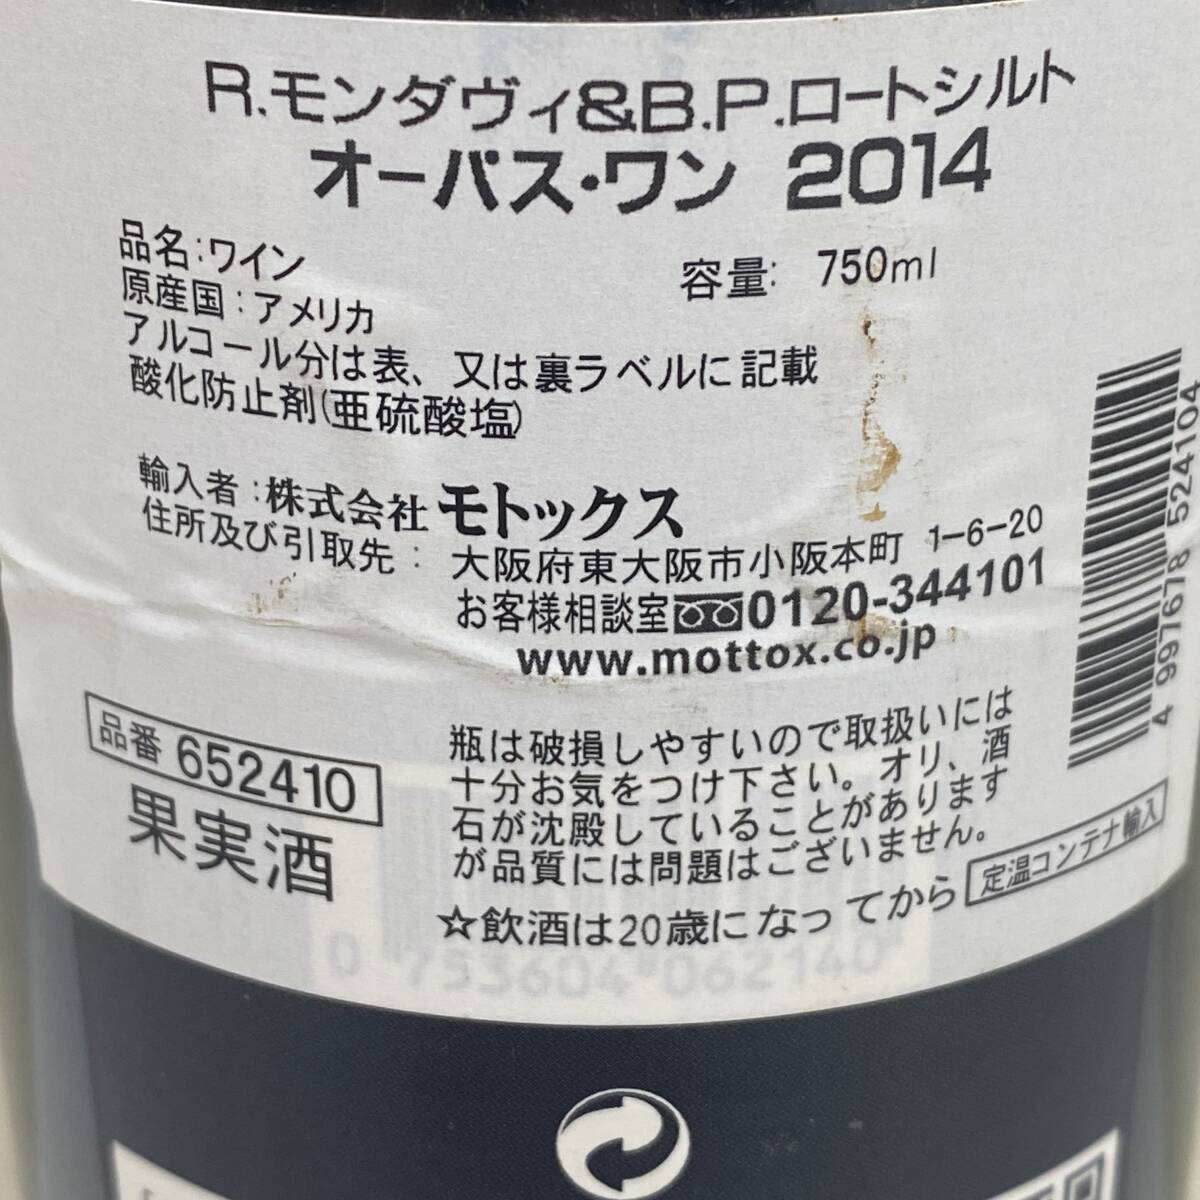 R.モンダヴィ&B.P.ロートシルト
オーパス・ワン 2014
品名:ワイン
容量: 750ml
原産国:アメリカ
アルコール分は表、又は裏ラベルに記載
酸化防止剤(亜硫酸塩)
輸入者:株式会社モトックス
住所及び引取先: 大阪府東大阪市小阪本町 1-6-20
お客様相談室 0120-344101
www.mottox.co.jp
4 997678 524104
品番 652410
果実酒
瓶は破損しやすいので取扱いには
十分お気をつけ下さい。オリ、酒
石が沈殿していることがあります
が品質には問題はございません。
定温コンテナ輸入
☆飲酒は20歳になってから
0 753604 062140